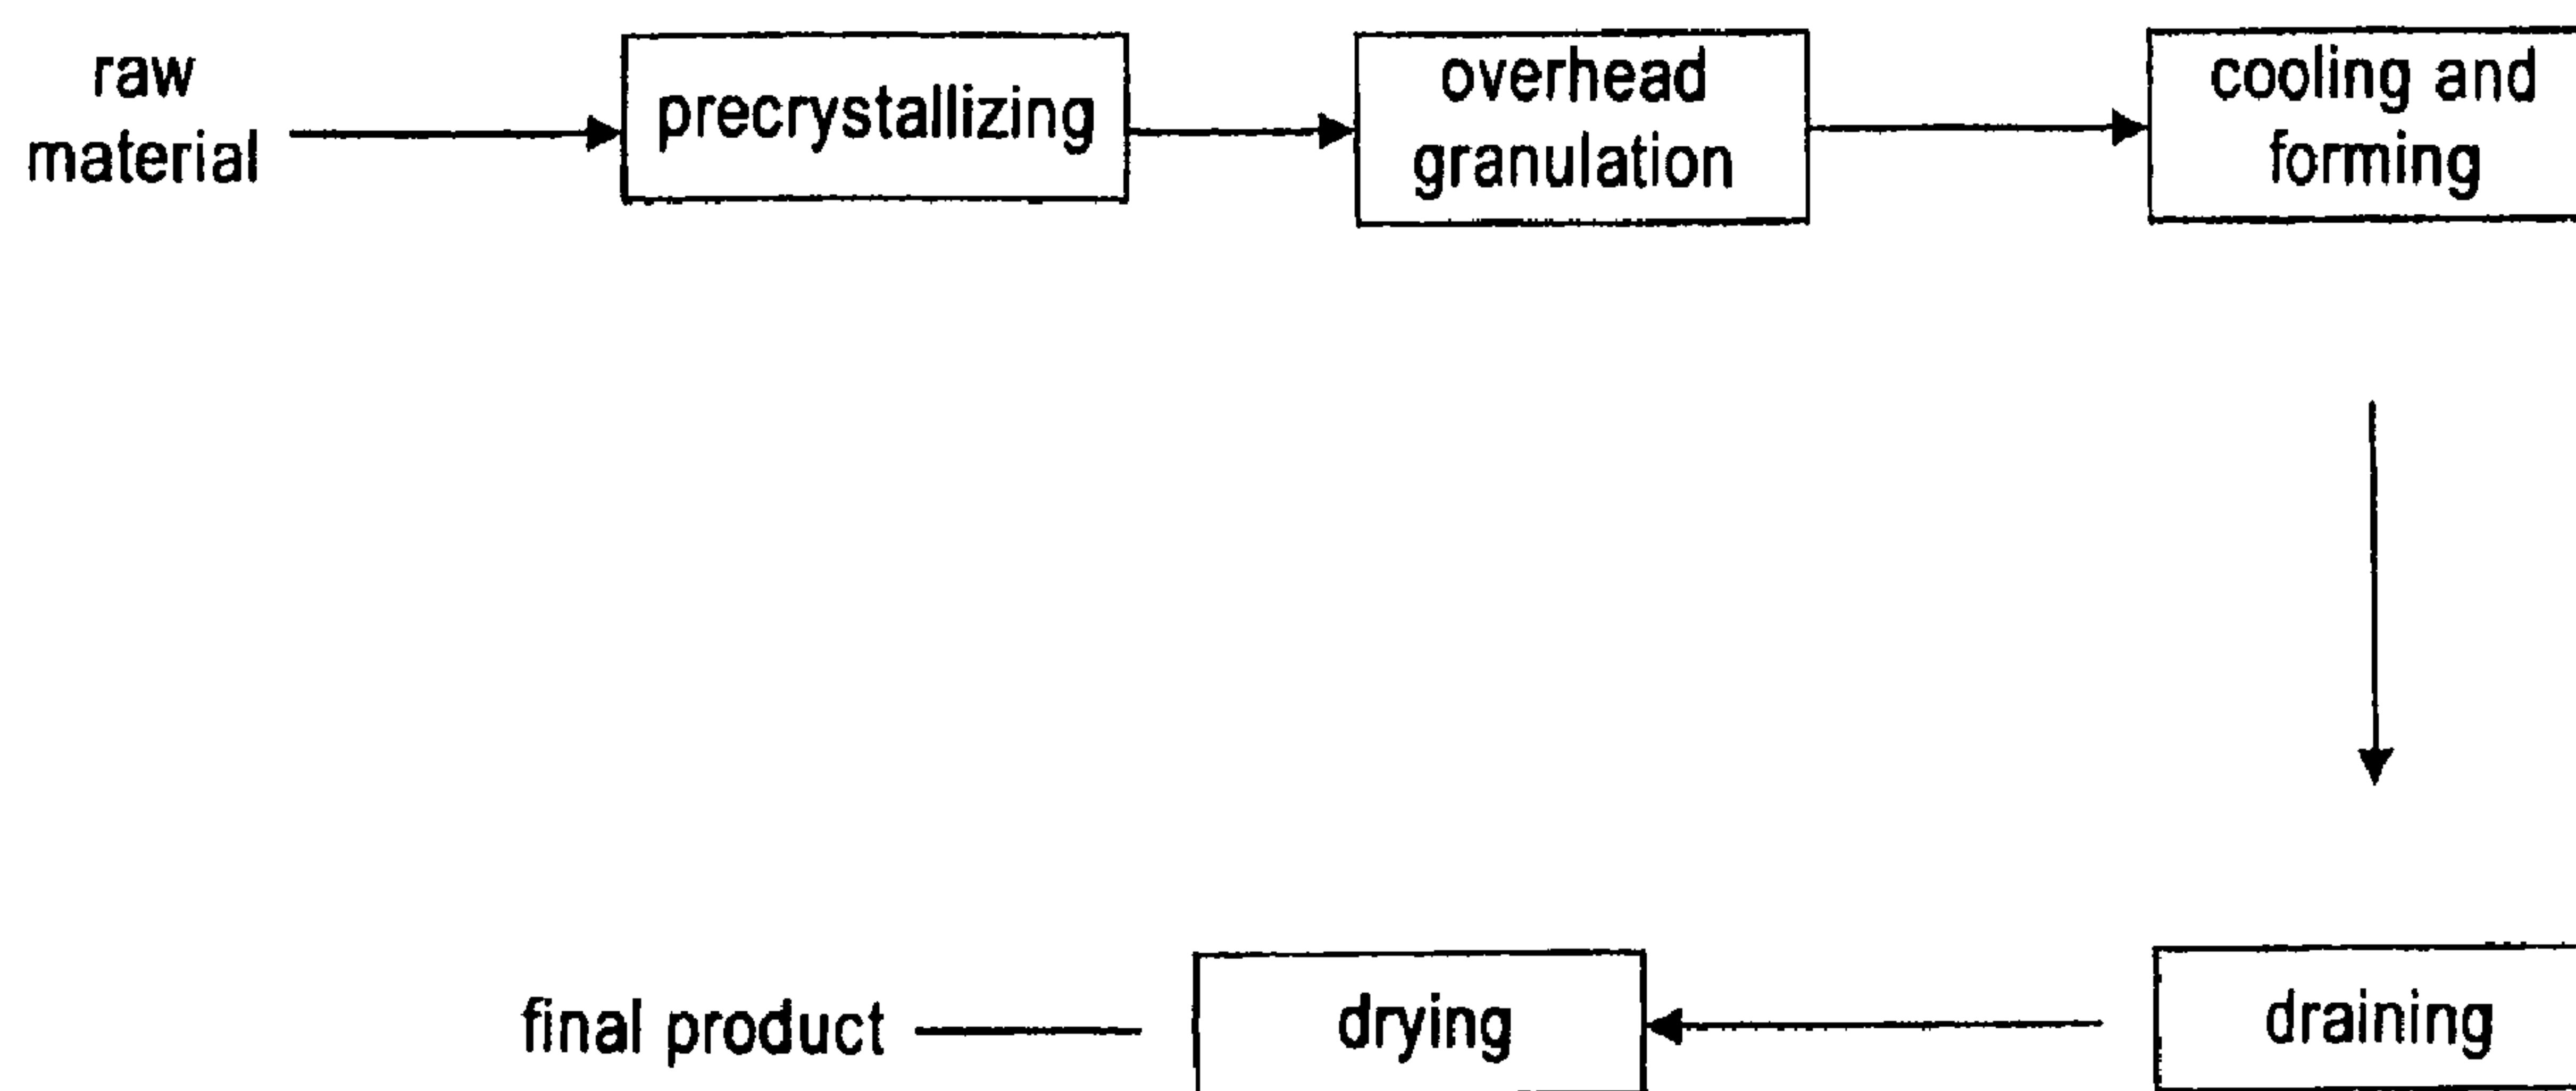 raw
material
precrystallizing
overhead
granulation
cooling and
forming
final product
drying
draining